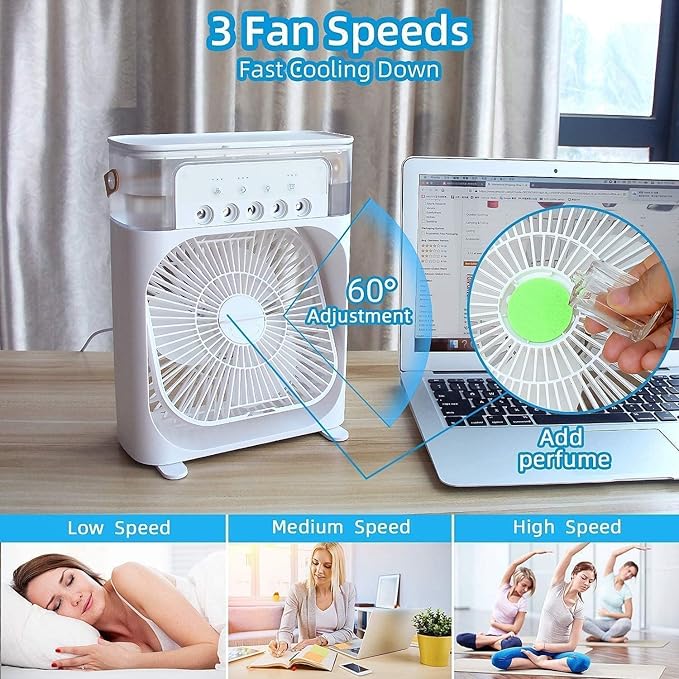 3 Fan Speeds
Fast Cooling Down
60°
Adjustment
Add
perfume
Low Speed
Medium Speed
High Speed